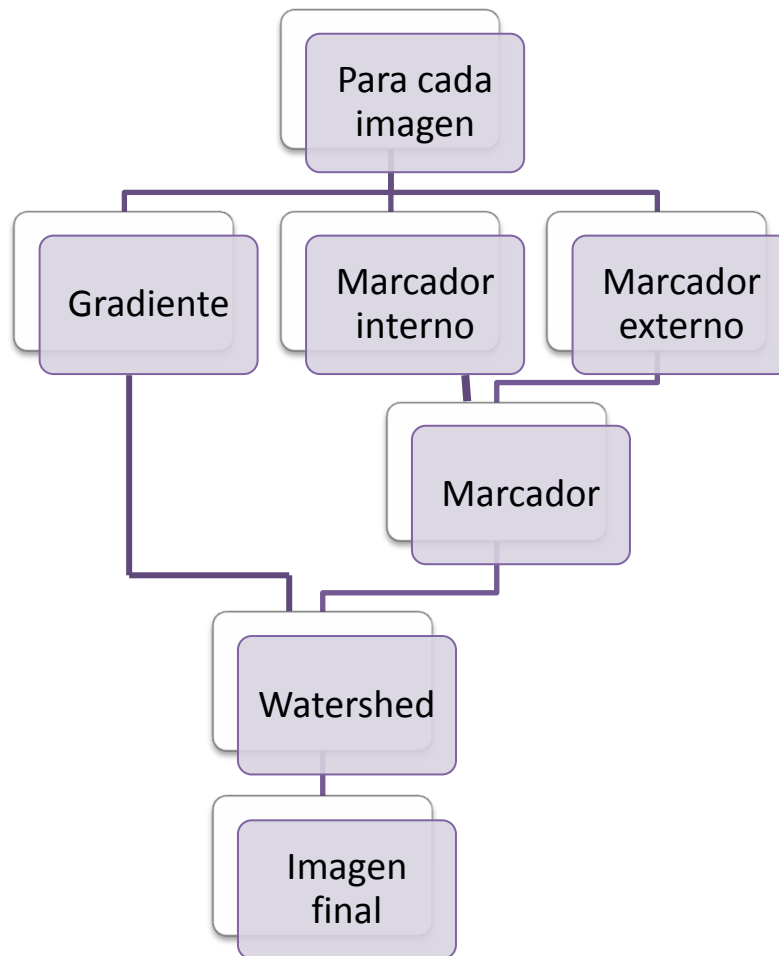 Para cada
imagen
Gradiente
Marcador
interno
Marcador
externo
Marcador
Watershed
Imagen
final